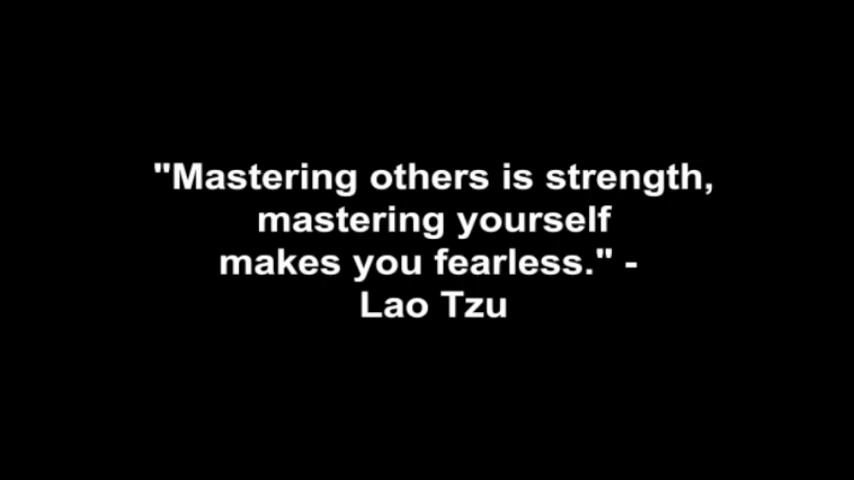 "Mastering others is strength,
mastering yourself
makes you fearless." -
Lao Tzu